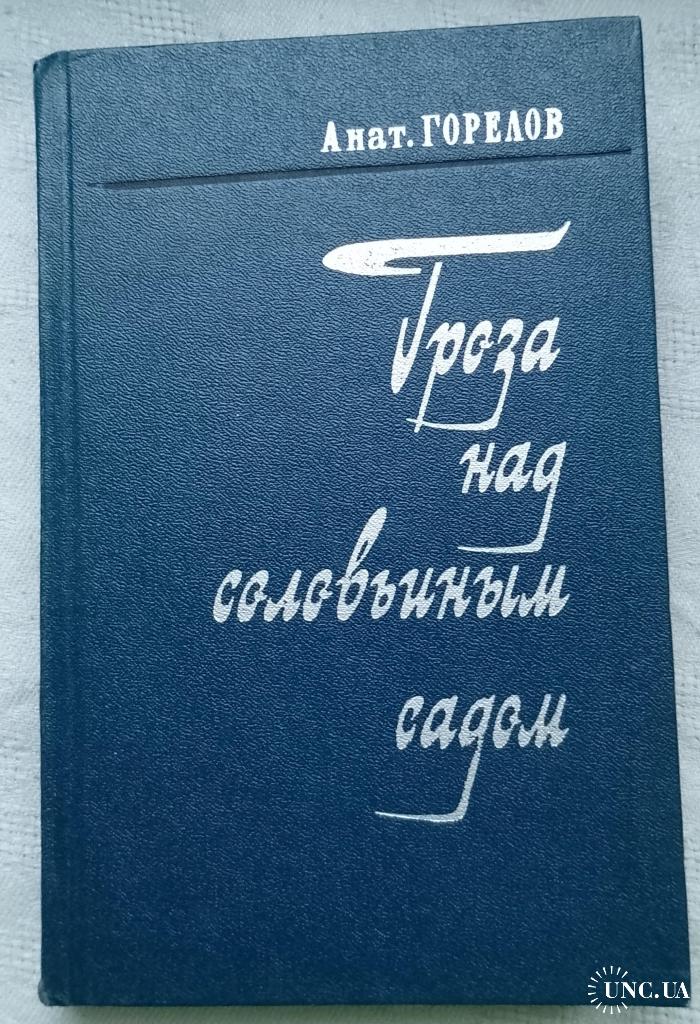 Анат. ГОРЕЛОВ
Гроза
над
соловьиным
садом
UNC.UA